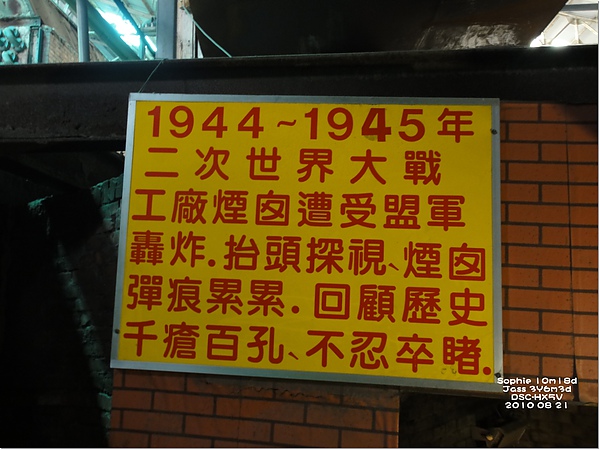 1944~1945年
二次世界大戰
工廠煙囪遭受盟軍
轟炸.抬頭探視、煙囪
彈痕累累.回顧歷史
千瘡百孔、不忍卒睹.
Sophie 10m18d
Jass 3Y6m3d
DSC-HX5V
2010 08 21